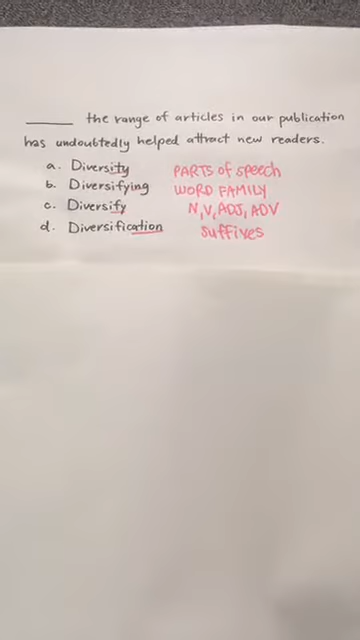 ______ the range of articles in our publication
has undoubtedly helped attract new readers.
a. Diversity
b. Diversifying
c. Diversify
d. Diversification
PARTS of speech
WORD FAMILY
N, V, ADJ, ADV
suffixes